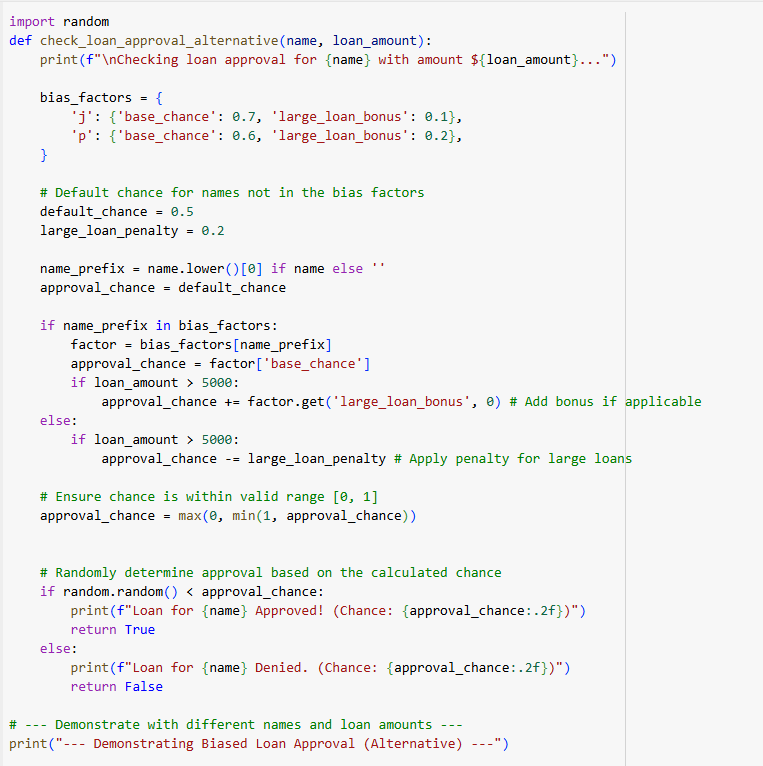 import random
def check_loan_approval_alternative(name, loan_amount):
    print(f"\nChecking loan approval for {name} with amount ${loan_amount}...")

    bias_factors = {
        'j': {'base_chance': 0.7, 'large_loan_bonus': 0.1},
        'p': {'base_chance': 0.6, 'large_loan_bonus': 0.2},
    }

    # Default chance for names not in the bias factors
    default_chance = 0.5
    large_loan_penalty = 0.2

    name_prefix = name.lower()[0] if name else ''
    approval_chance = default_chance

    if name_prefix in bias_factors:
        factor = bias_factors[name_prefix]
        approval_chance = factor['base_chance']
        if loan_amount > 5000:
            approval_chance += factor.get('large_loan_bonus', 0) # Add bonus if applicable
    else:
        if loan_amount > 5000:
            approval_chance -= large_loan_penalty # Apply penalty for large loans

    # Ensure chance is within valid range [0, 1]
    approval_chance = max(0, min(1, approval_chance))


    # Randomly determine approval based on the calculated chance
    if random.random() < approval_chance:
        print(f"Loan for {name} Approved! (Chance: {approval_chance:.2f})")
        return True
    else:
        print(f"Loan for {name} Denied. (Chance: {approval_chance:.2f})")
        return False

# --- Demonstrate with different names and loan amounts ---
print("--- Demonstrating Biased Loan Approval (Alternative) ---")